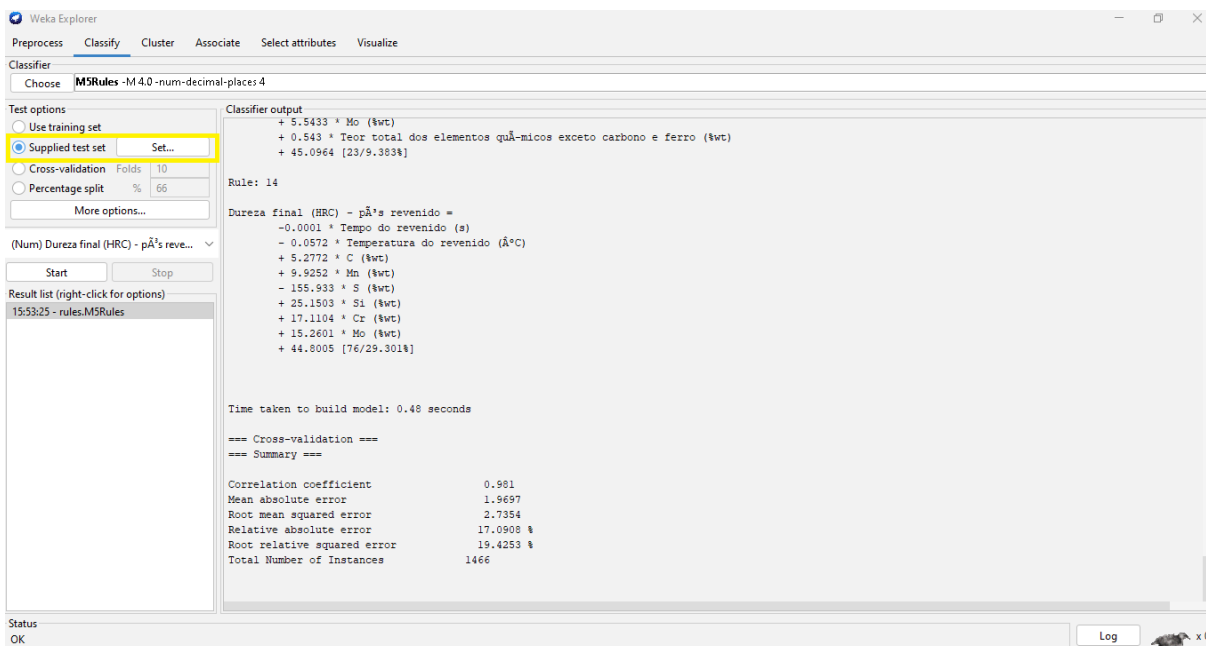 Weka Explorer
Preprocess Classify Cluster Associate Select attributes Visualize
Classifier
Choose M5Rules -M 4.0 -num-decimal-places 4
Test options
Use training set
Supplied test set Set...
Cross-validation Folds 10
Percentage split % 66
More options...
(Num) Dureza final (HRC) - pÃ³s reve...
Start Stop
Result list (right-click for options)
15:53:25 - rules.M5Rules
Classifier output
+ 5.5433 * Mo (%wt)
+ 0.543 * Teor total dos elementos quÃ-micos exceto carbono e ferro (%wt)
+ 45.0964 [23/9.383%]
Rule: 14
Dureza final (HRC) - pÃ³s revenido =
-0.0001 * Tempo do revenido (s)
- 0.0572 * Temperatura do revenido (Â°C)
+ 5.2772 * C (%wt)
+ 9.9252 * Mn (%wt)
- 155.933 * S (%wt)
+ 25.1503 * Si (%wt)
+ 17.1104 * Cr (%wt)
+ 15.2601 * Mo (%wt)
+ 44.8005 [76/29.301%]
Time taken to build model: 0.48 seconds
=== Cross-validation ===
=== Summary ===
Correlation coefficient 0.981
Mean absolute error 1.9697
Root mean squared error 2.7354
Relative absolute error 17.0908 %
Root relative squared error 19.4253 %
Total Number of Instances 1466
Status
OK
Log
x